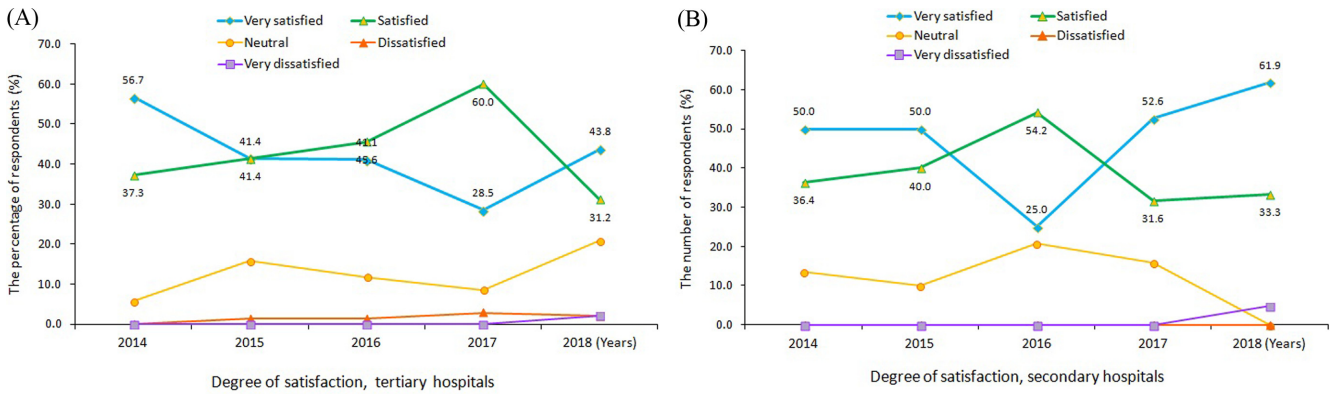 (A)
Very satisfied
Satisfied
Neutral
Dissatisfied
Very dissatisfied
The percentage of respondents (%)
70.0
60.0
50.0
40.0
30.0
20.0
10.0
0.0
56.7
41.4
41.1
60.0
43.8
37.3
41.4
45.6
28.5
31.2
2014
2015
2016
2017
2018 (Years)
Degree of satisfaction, tertiary hospitals
(B)
Very satisfied
Satisfied
Neutral
Dissatisfied
Very dissatisfied
The number of respondents (%)
70.0
60.0
50.0
40.0
30.0
20.0
10.0
0.0
50.0
50.0
54.2
52.6
61.9
36.4
40.0
25.0
31.6
33.3
2014
2015
2016
2017
2018 (Years)
Degree of satisfaction, secondary hospitals